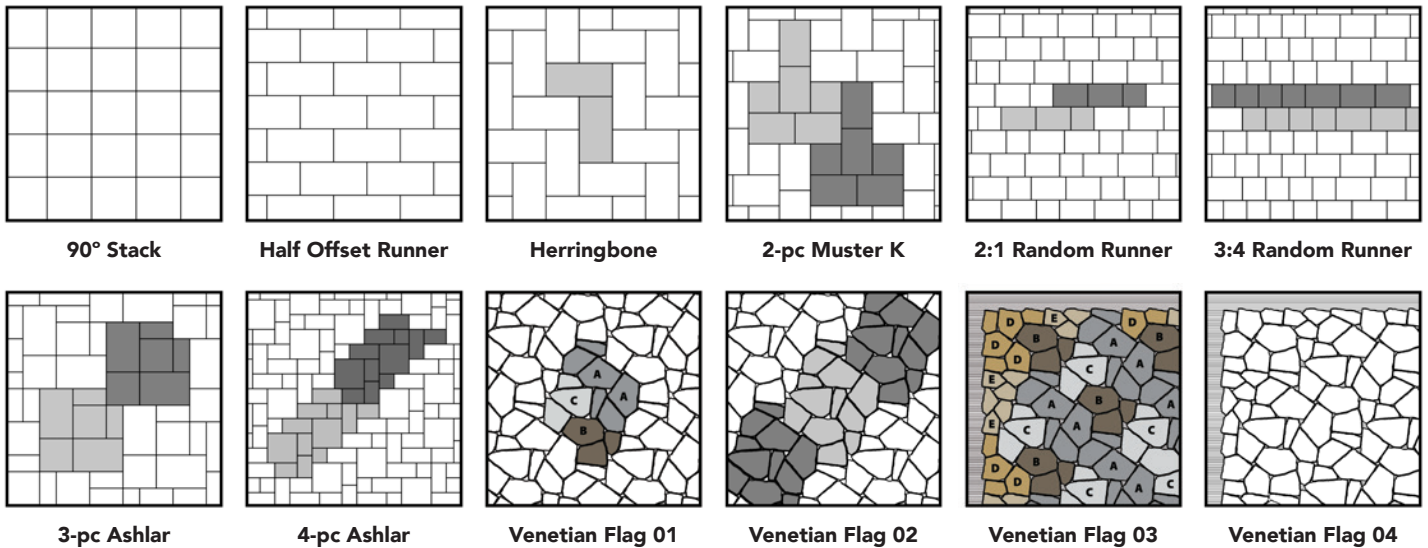 90° Stack
Half Offset Runner
Herringbone
2-pc Muster K
2:1 Random Runner
3:4 Random Runner
A
A
C
B
D
D
E
B
A
D
B
D
D
C
A
E
A
B
A
E
C
A
C
D
D
B
A
C
A
C
3-pc Ashlar
4-pc Ashlar
Venetian Flag 01
Venetian Flag 02
Venetian Flag 03
Venetian Flag 04